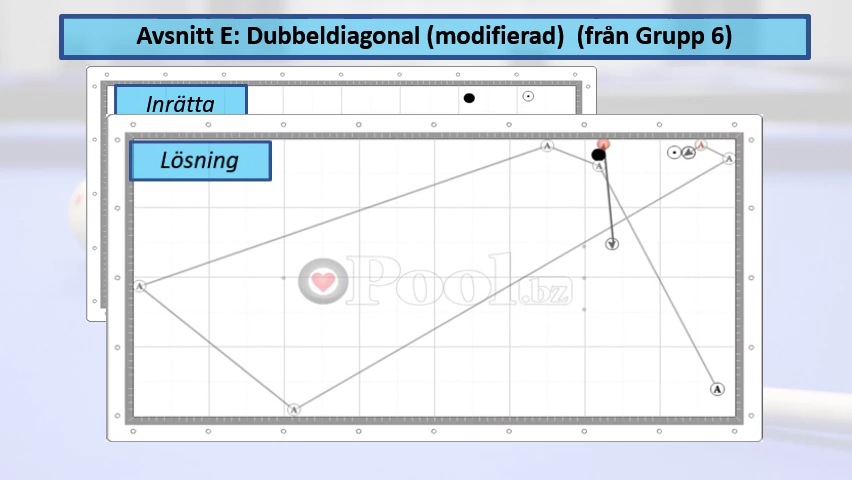 Avsnitt E: Dubbeldiagonal (modifierad)  (från Grupp 6)
Inrätta
Lösning
A
A
A
A
A
A
A
A
Pool.bz